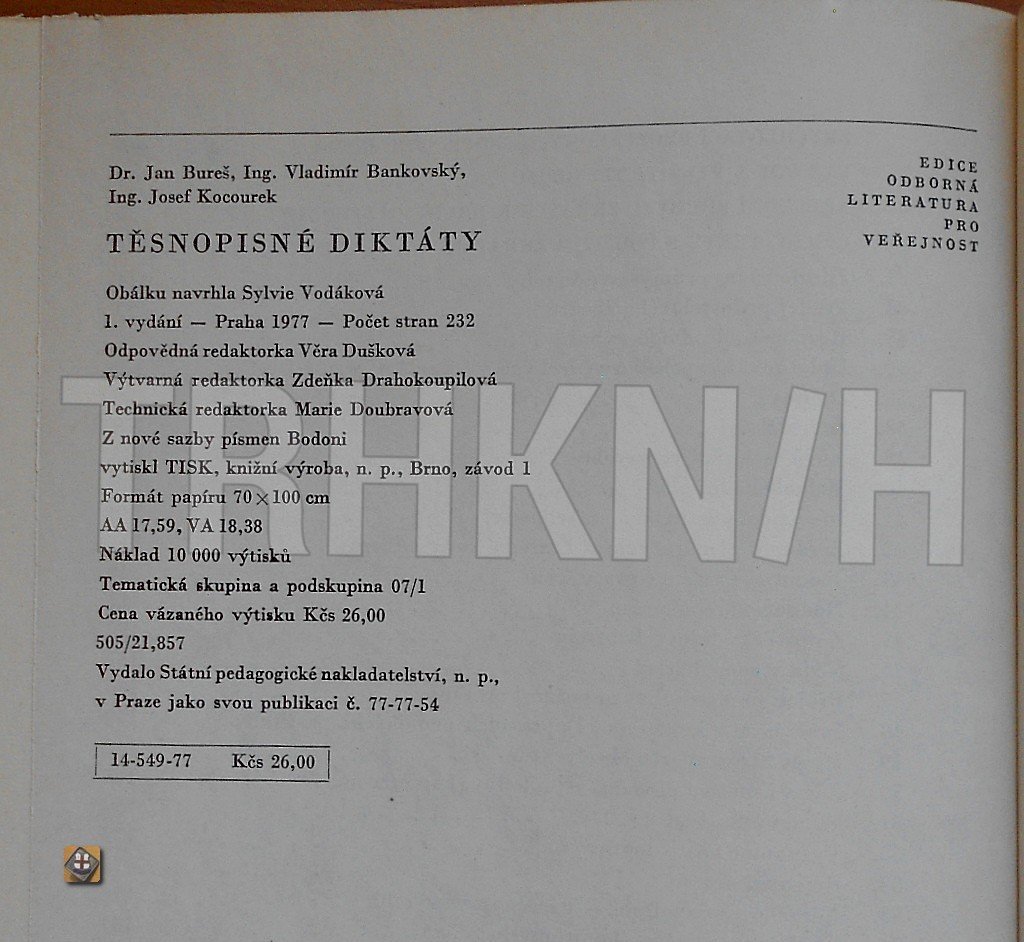 Dr. Jan Bureš, Ing. Vladimír Bankovský,
Ing. Josef Kocourek
TĚSNOPISNÉ DIKTÁTY
EDICE
ODBORNÁ
LITERATURA
PRO
VEŘEJNOST
Obálku navrhla Sylvie Vodáková
1. vydání — Praha 1977 — Počet stran 232
Odpovědná redaktorka Věra Dušková
Výtvarná redaktorka Zdeňka Drahokoupilová
Technická redaktorka Marie Doubravová
Z nové sazby písmen Bodoni
vytiskl TISK, knižní výroba, n. p., Brno, závod 1
Formát papíru 70 × 100 cm
AA 17,59, VA 18,38
Náklad 10 000 výtisků
Tematická skupina a podskupina 07/1
Cena vázaného výtisku Kčs 26,00
505/21,857
Vydalo Státní pedagogické nakladatelství, n. p.,
v Praze jako svou publikaci č. 77-77-54
14-549-77 Kčs 26,00
TRHKN/H